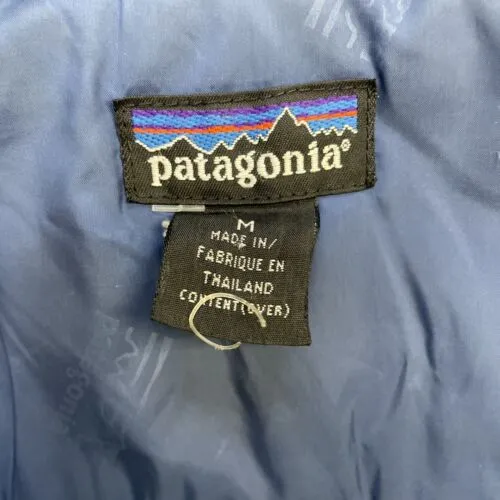 patagonia®
M
MADE IN/
FABRIQUE EN
THAILAND
CONTENT(OVER)